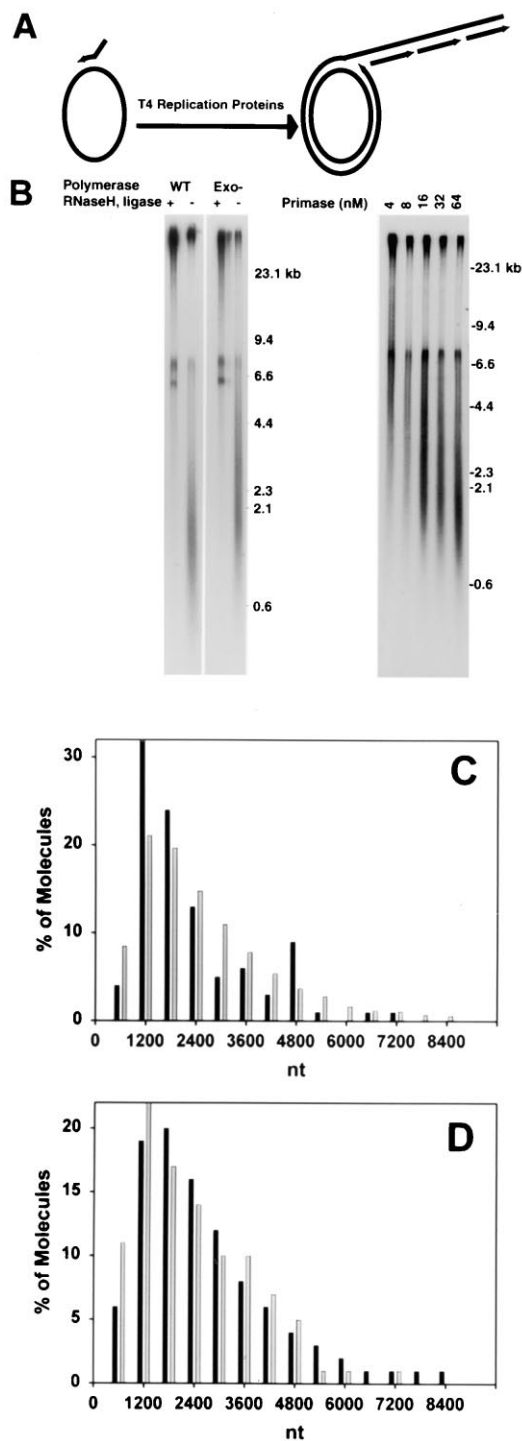 A
T4 Replication Proteins
B
Polymerase WT Exo-
RNaseH, ligase + - + -
23.1 kb
9.4
6.6
4.4
2.3
2.1
0.6
Primase (nM) 4 8 16 32 64
-23.1 kb
-9.4
-6.6
-4.4
-2.3
-2.1
-0.6
C
% of Molecules
30
20
10
0
0 1200 2400 3600 4800 6000 7200 8400
nt
D
% of Molecules
20
15
10
5
0
0 1200 2400 3600 4800 6000 7200 8400
nt